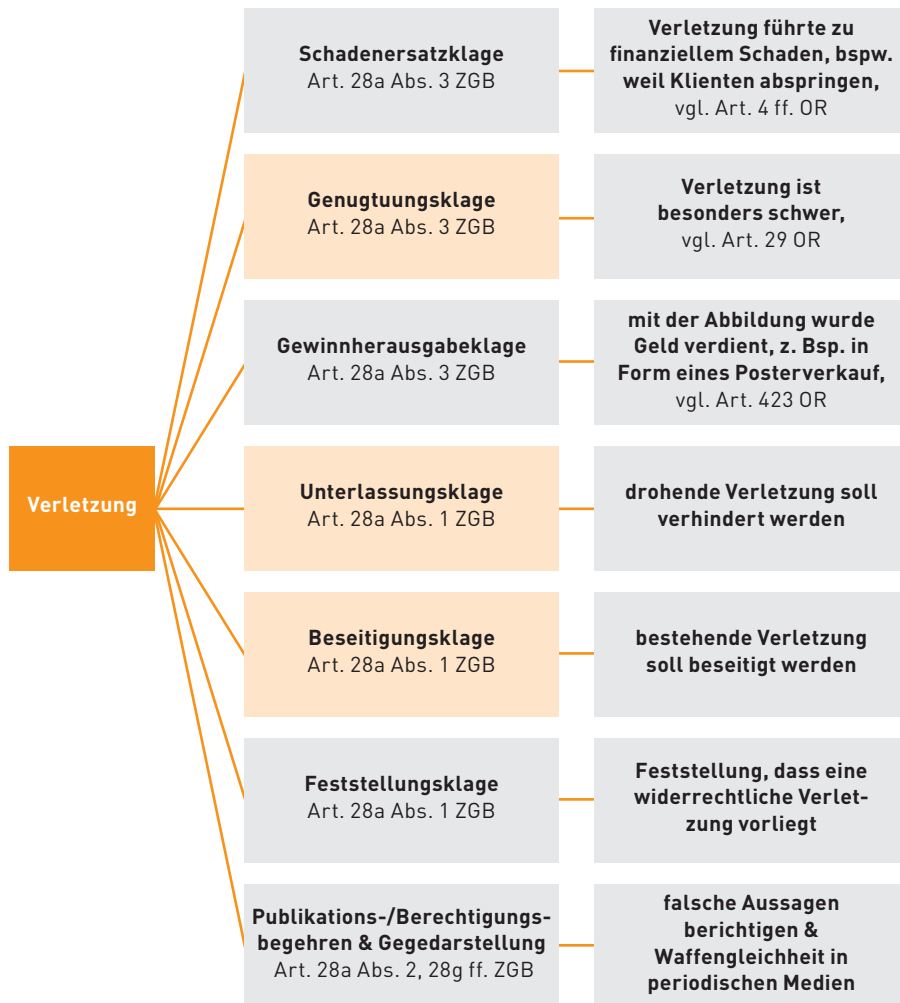 Schadenersatzklage
Art. 28a Abs. 3 ZGB
Verletzung führte zu
finanziellem Schaden, bspw.
weil Klienten abspringen,
vgl. Art. 4 ff. OR
Genugtuungsklage
Art. 28a Abs. 3 ZGB
Verletzung ist
besonders schwer,
vgl. Art. 29 OR
Gewinnherausgabeklage
Art. 28a Abs. 3 ZGB
mit der Abbildung wurde
Geld verdient, z. Bsp. in
Form eines Posterverkauf,
vgl. Art. 423 OR
Verletzung
Unterlassungsklage
Art. 28a Abs. 1 ZGB
drohende Verletzung soll
verhindert werden
Beseitigungsklage
Art. 28a Abs. 1 ZGB
bestehende Verletzung
soll beseitigt werden
Feststellungsklage
Art. 28a Abs. 1 ZGB
Feststellung, dass eine
widerrechtliche Verlet-
zung vorliegt
Publikations-/Berechtigungs-
begehren & Gegedarstellung
Art. 28a Abs. 2, 28g ff. ZGB
falsche Aussagen
berichtigen &
Waffengleichheit in
periodischen Medien